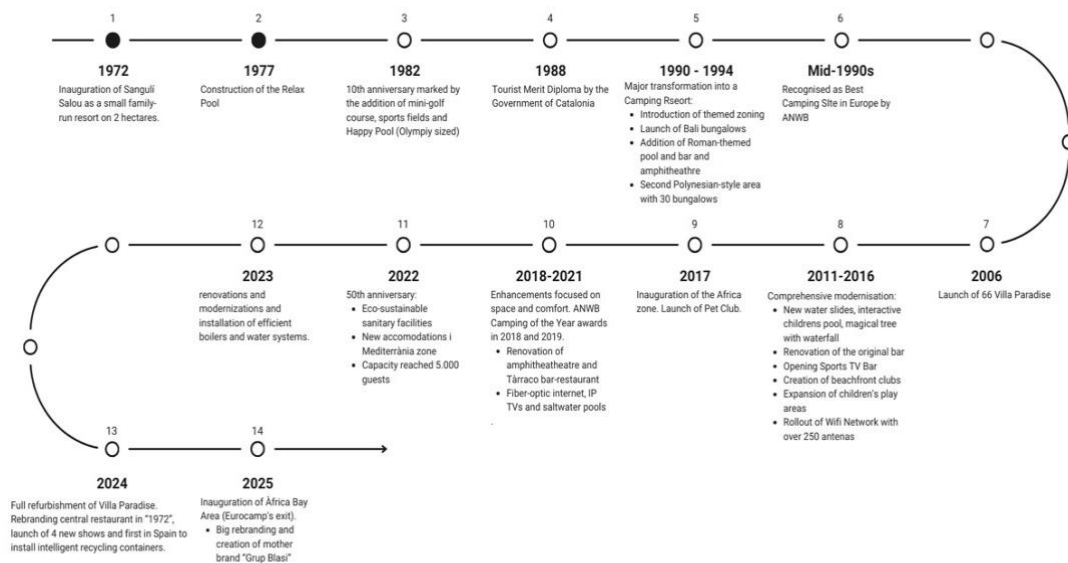 1
1972
Inauguration of Sangulí
Salou as a small family-
run resort on 2 hectares.
2
1977
Construction of the Relax
Pool
3
1982
10th anniversary marked by
the addition of mini-golf
course, sports fields and
Happy Pool (Olympiy sized)
4
1988
Tourist Merit Diploma by the
Government of Catalonia
5
1990 - 1994
Major transformation into a
Camping Rseort:
• Introduction of themed zoning
• Launch of Bali bungalows
• Addition of Roman-themed
pool and bar and
amphitheathre
• Second Polynesian-style area
with 30 bungalows
6
Mid-1990s
Recognised as Best
Camping SIte in Europe by
ANWB
7
2006
Launch of 66 Villa Paradise
8
2011-2016
Comprehensive modernisation:
• New water slides, interactive
childrens pool, magical tree
with waterfall
• Renovation of the original bar
• Opening Sports TV Bar
• Creation of beachfront clubs
• Expansion of children's play
areas
• Rollout of Wifi Network with
over 250 antenas
9
2017
Inauguration of the Africa
zone. Launch of Pet Club.
10
2018-2021
Enhancements focused on
space and comfort. ANWB
Camping of the Year awards
in 2018 and 2019.
• Renovation of
amphitheatheatre and
Tàrraco bar-restaurant
• Fiber-optic internet, IP
TVs and saltwater pools
.
11
2022
50th anniversary:
• Eco-sustainable
sanitary facilities
• New accomodations i
Mediterrània zone
• Capacity reached 5.000
guests
12
2023
renovations and
modernizations and
installation of efficient
boilers and water systems.
13
2024
Full refurbishment of Villa Paradise.
Rebranding central restaurant in "1972",
launch of 4 new shows and first in Spain to
install intelligent recycling containers.
14
2025
Inauguration of Àfrica Bay
Area (Eurocamp's exit).
• Big rebranding and
creation of mother
brand "Grup Blasi"